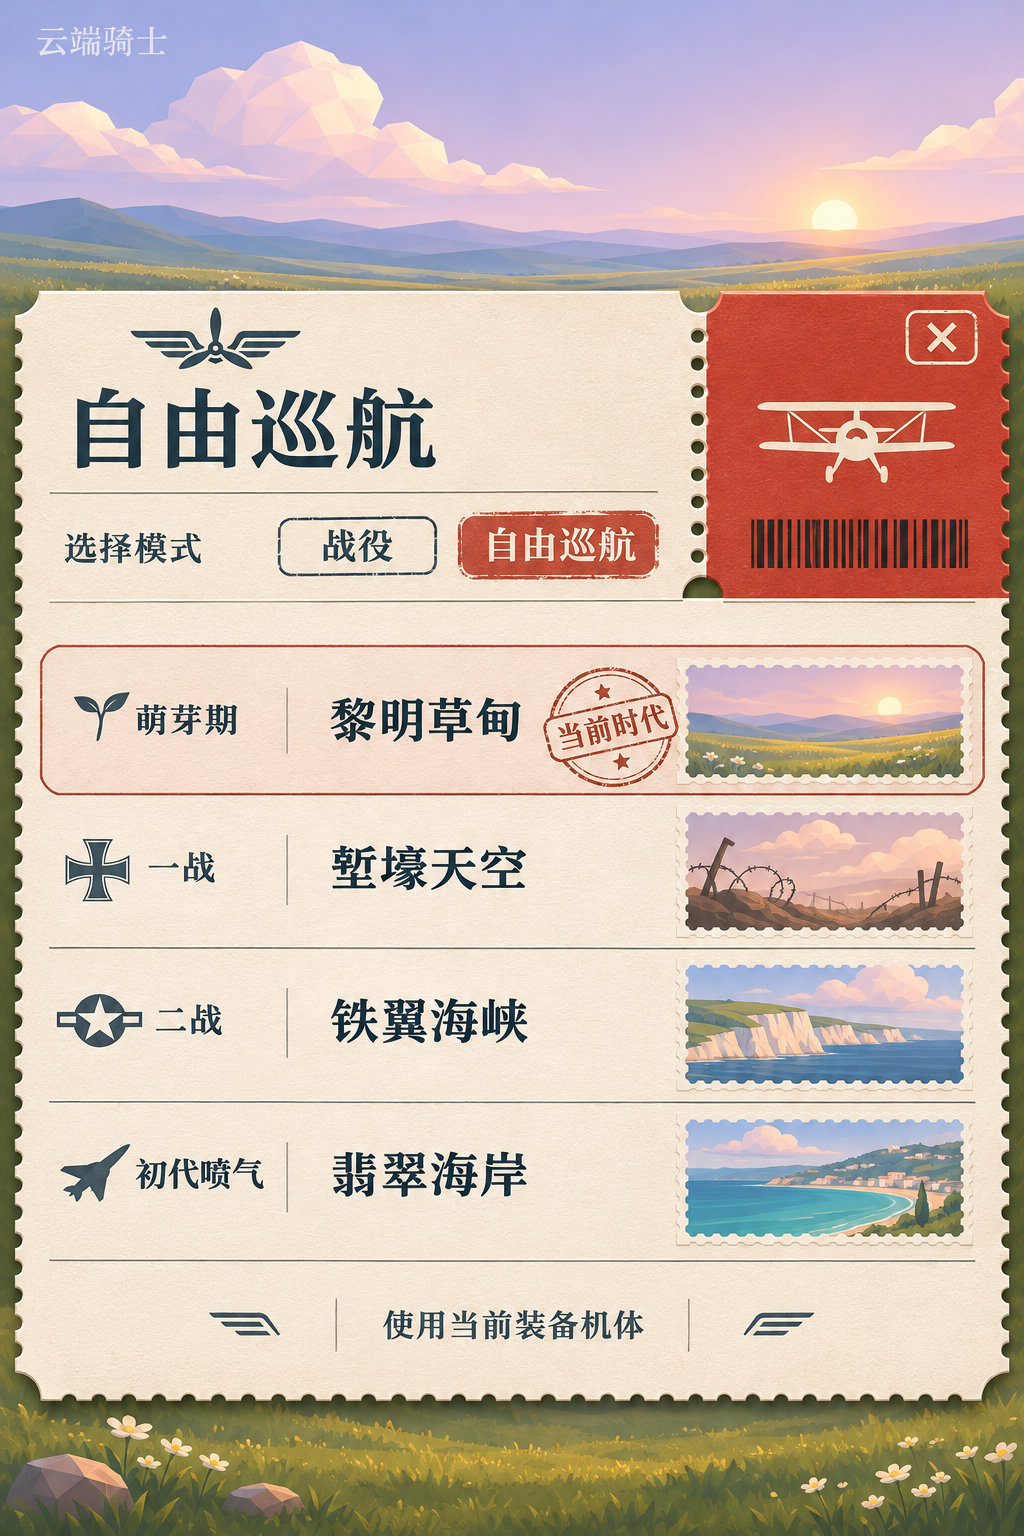 云端骑士
自由巡航
选择模式
战役
自由巡航
萌芽期
黎明草甸
当前时代
一战
堑壕天空
二战
铁翼海峡
初代喷气
翡翠海岸
使用当前装备机体